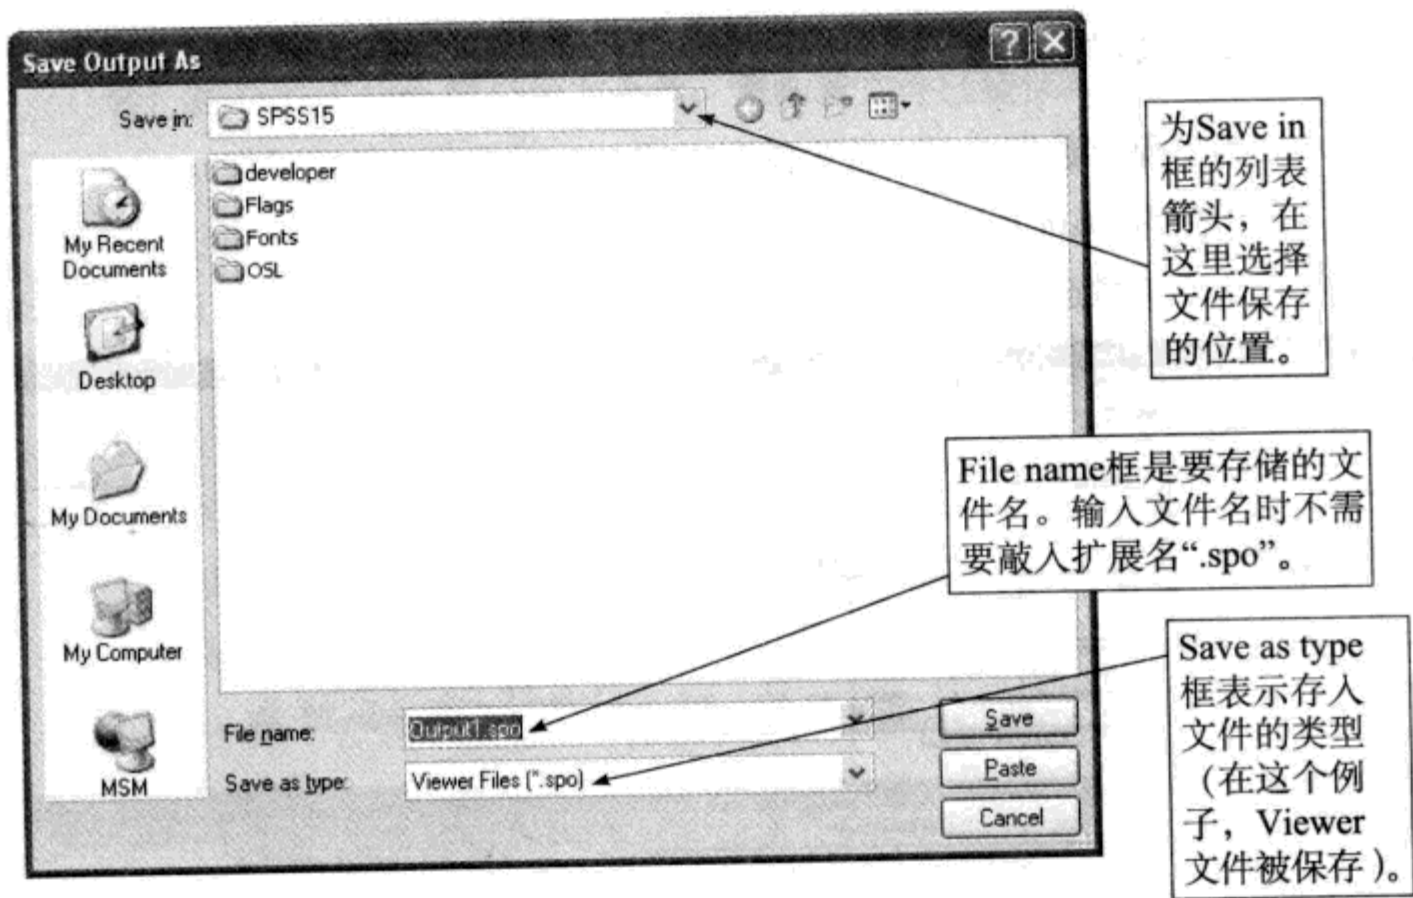 Save Output As
Save in:
SPSS15
developer
Flags
Fonts
OSL
My Recent
Documents
Desktop
My Documents
My Computer
MSM
File name:
Output1.spo
Save as type:
Viewer Files (*.spo)
Save
Paste
Cancel
为Save in
框的列表
箭头，在
这里选择
文件保存
的位置。
File name框是要存储的文
件名。输入文件名时不需
要敲入扩展名“.spo”。
Save as type
框表示存入
文件的类型
（在这个例
子，Viewer
文件被保存）。